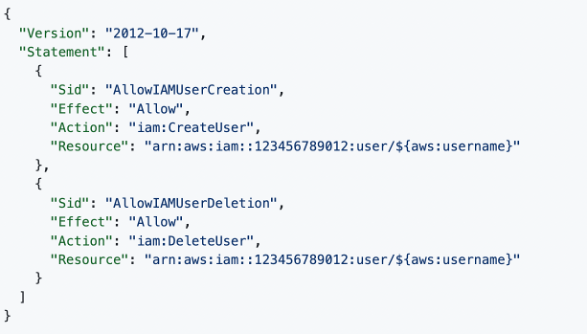 {
  "Version": "2012-10-17",
  "Statement": [
    {
      "Sid": "AllowIAMUserCreation",
      "Effect": "Allow",
      "Action": "iam:CreateUser",
      "Resource": "arn:aws:iam::123456789012:user/${aws:username}"
    },
    {
      "Sid": "AllowIAMUserDeletion",
      "Effect": "Allow",
      "Action": "iam:DeleteUser",
      "Resource": "arn:aws:iam::123456789012:user/${aws:username}"
    }
  ]
}